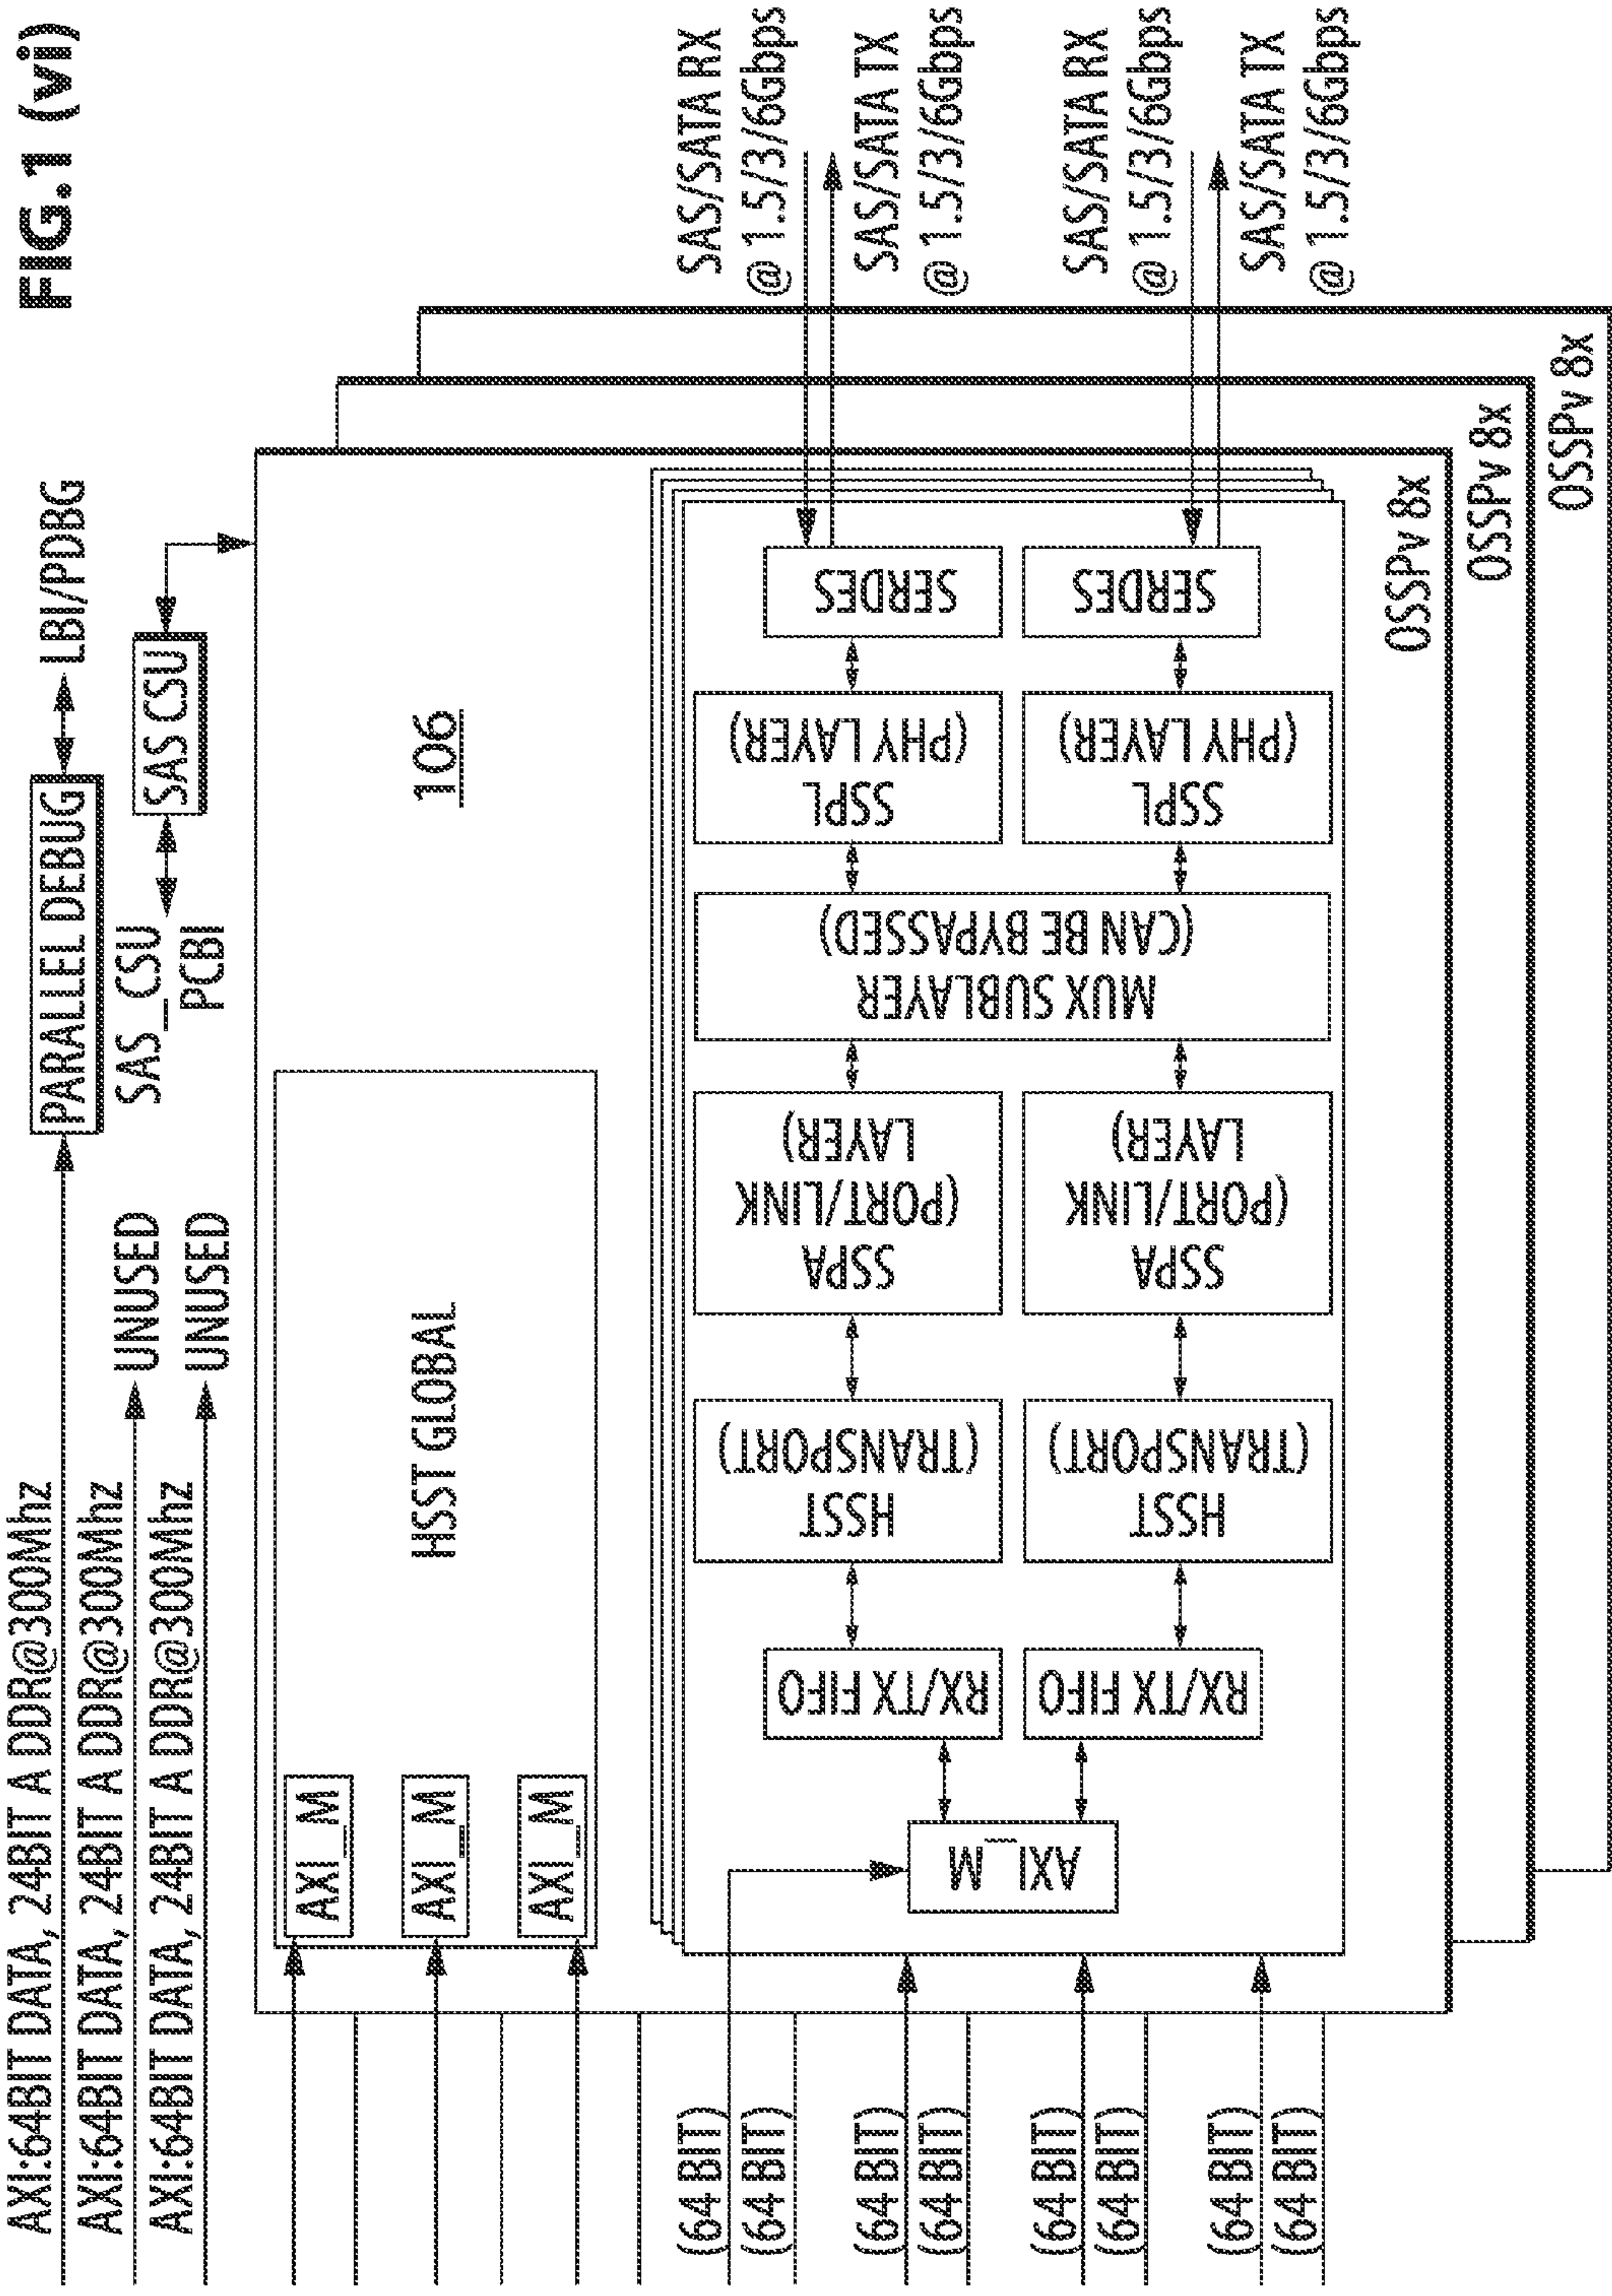 FIG.1 (vi)
AXI:64BIT DATA, 24BIT A DDR@300Mhz
PARALLEL DEBUG
LBI/PDBG
AXI:64BIT DATA, 24BIT A DDR@300Mhz
UNUSED
AXI:64BIT DATA, 24BIT A DDR@300Mhz
UNUSED
SAS_CSU
PCBI
SAS CSU
106
HSST GLOBAL
AXI_M
AXI_M
AXI_M
(64 BIT)
(64 BIT)
(64 BIT)
(64 BIT)
(64 BIT)
(64 BIT)
(64 BIT)
(64 BIT)
AXI_M
RX/TX FIFO
HSST
(TRANSPORT)
SSPA
(PORT/LINK
LAYER)
MUX SUBLAYER
(CAN BE BYPASSED)
SSPL
(PHY LAYER)
SERDES
RX/TX FIFO
HSST
(TRANSPORT)
SSPA
(PORT/LINK
LAYER)
SSPL
(PHY LAYER)
SERDES
SAS/SATA RX
@ 1.5/3/6Gbps
SAS/SATA TX
@ 1.5/3/6Gbps
SAS/SATA RX
@ 1.5/3/6Gbps
SAS/SATA TX
@ 1.5/3/6Gbps
OSSPv 8x
OSSPv 8x
OSSPv 8x